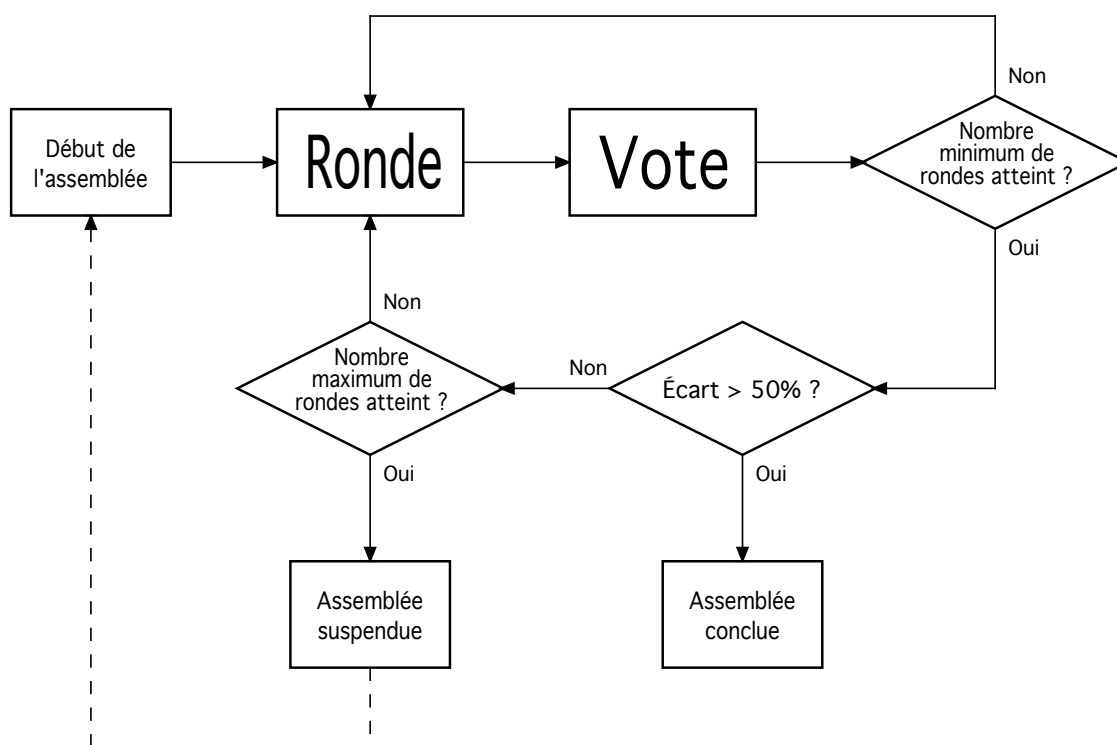 Non
Début de
l'assemblée
Ronde
Vote
Nombre
minimum de
rondes atteint ?
Oui
Non
Nombre
maximum de
rondes atteint ?
Non
Écart > 50% ?
Oui
Oui
Assemblée
suspendue
Assemblée
conclue